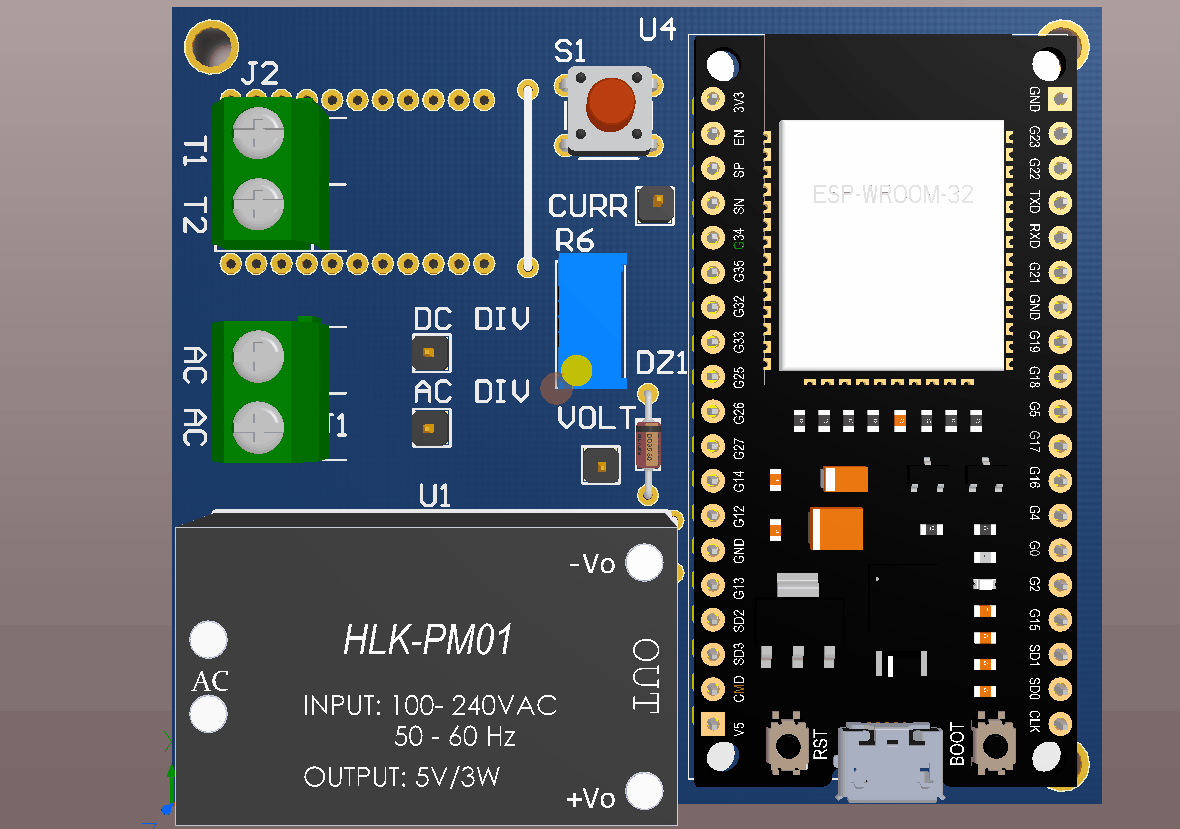 U4
S1
J2
T1
T2
CURR
R6
DC DIV
AC DIV
DZ1
VOLT
AC
AC
U1
-Vo
HLK-PM01
AC
OUT
INPUT: 100- 240VAC
50 - 60 Hz
OUTPUT: 5V/3W
+Vo
ESP-WROOM-32
3V3
EN
SP
SN
G34
G35
G32
G33
G25
G26
G27
G14
G12
GND
G13
SD2
SD3
CMD
V5
GND
G23
G22
TXD
RXD
G21
GND
G19
G18
G5
G17
G16
G4
G0
G2
G15
SD1
SD0
CLK
RST
BOOT